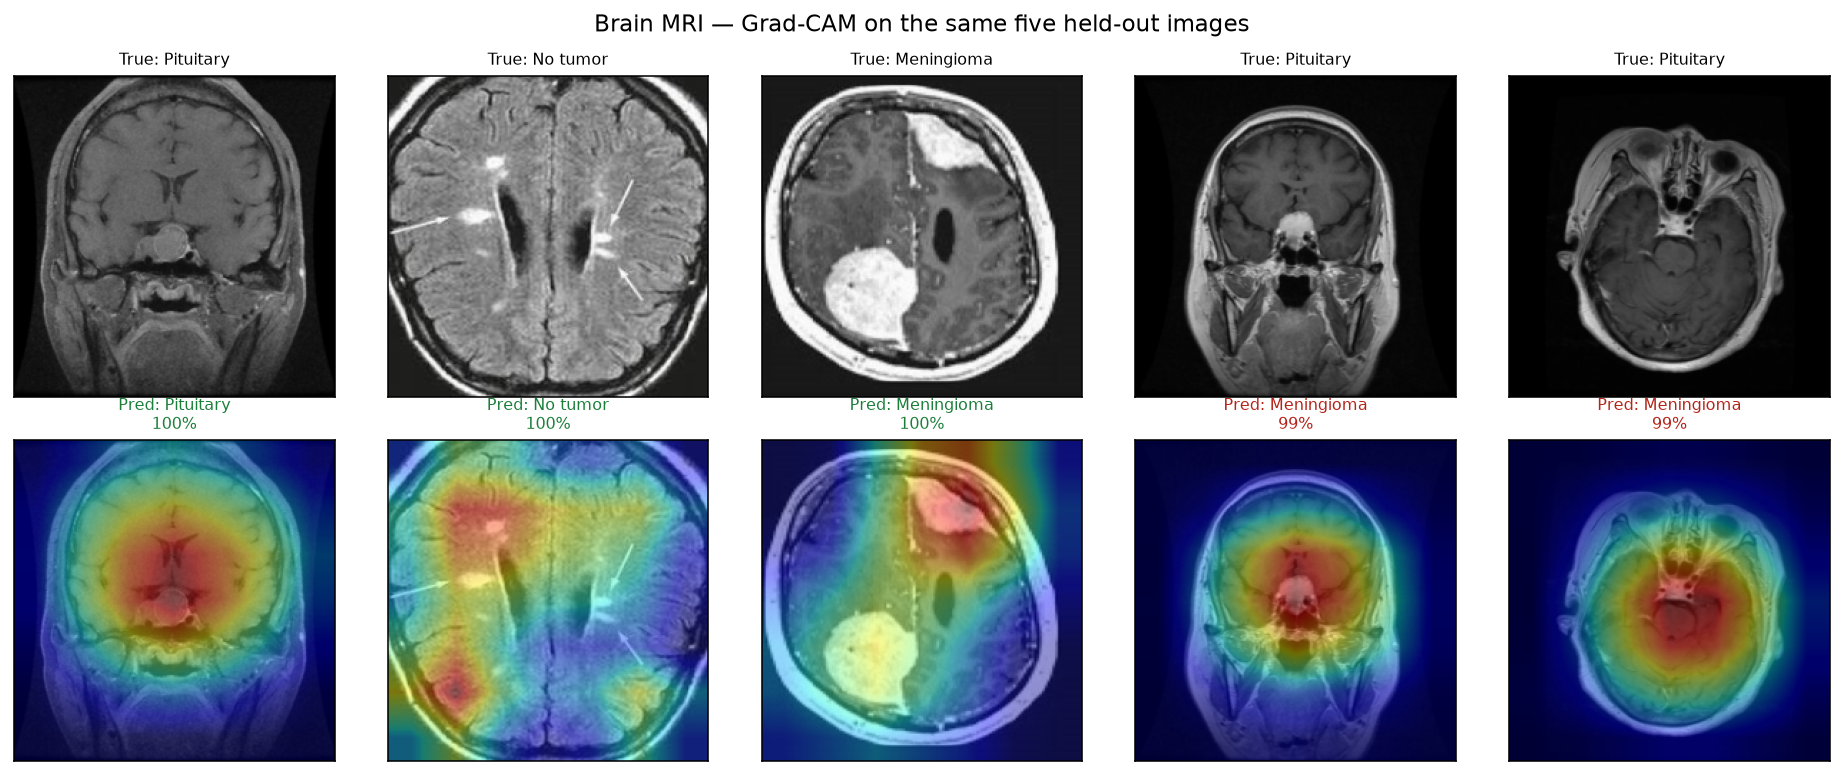 Brain MRI — Grad-CAM on the same five held-out images
True: Pituitary
True: No tumor
True: Meningioma
True: Pituitary
True: Pituitary
Pred: Pituitary
100%
Pred: No tumor
100%
Pred: Meningioma
100%
Pred: Meningioma
99%
Pred: Meningioma
99%